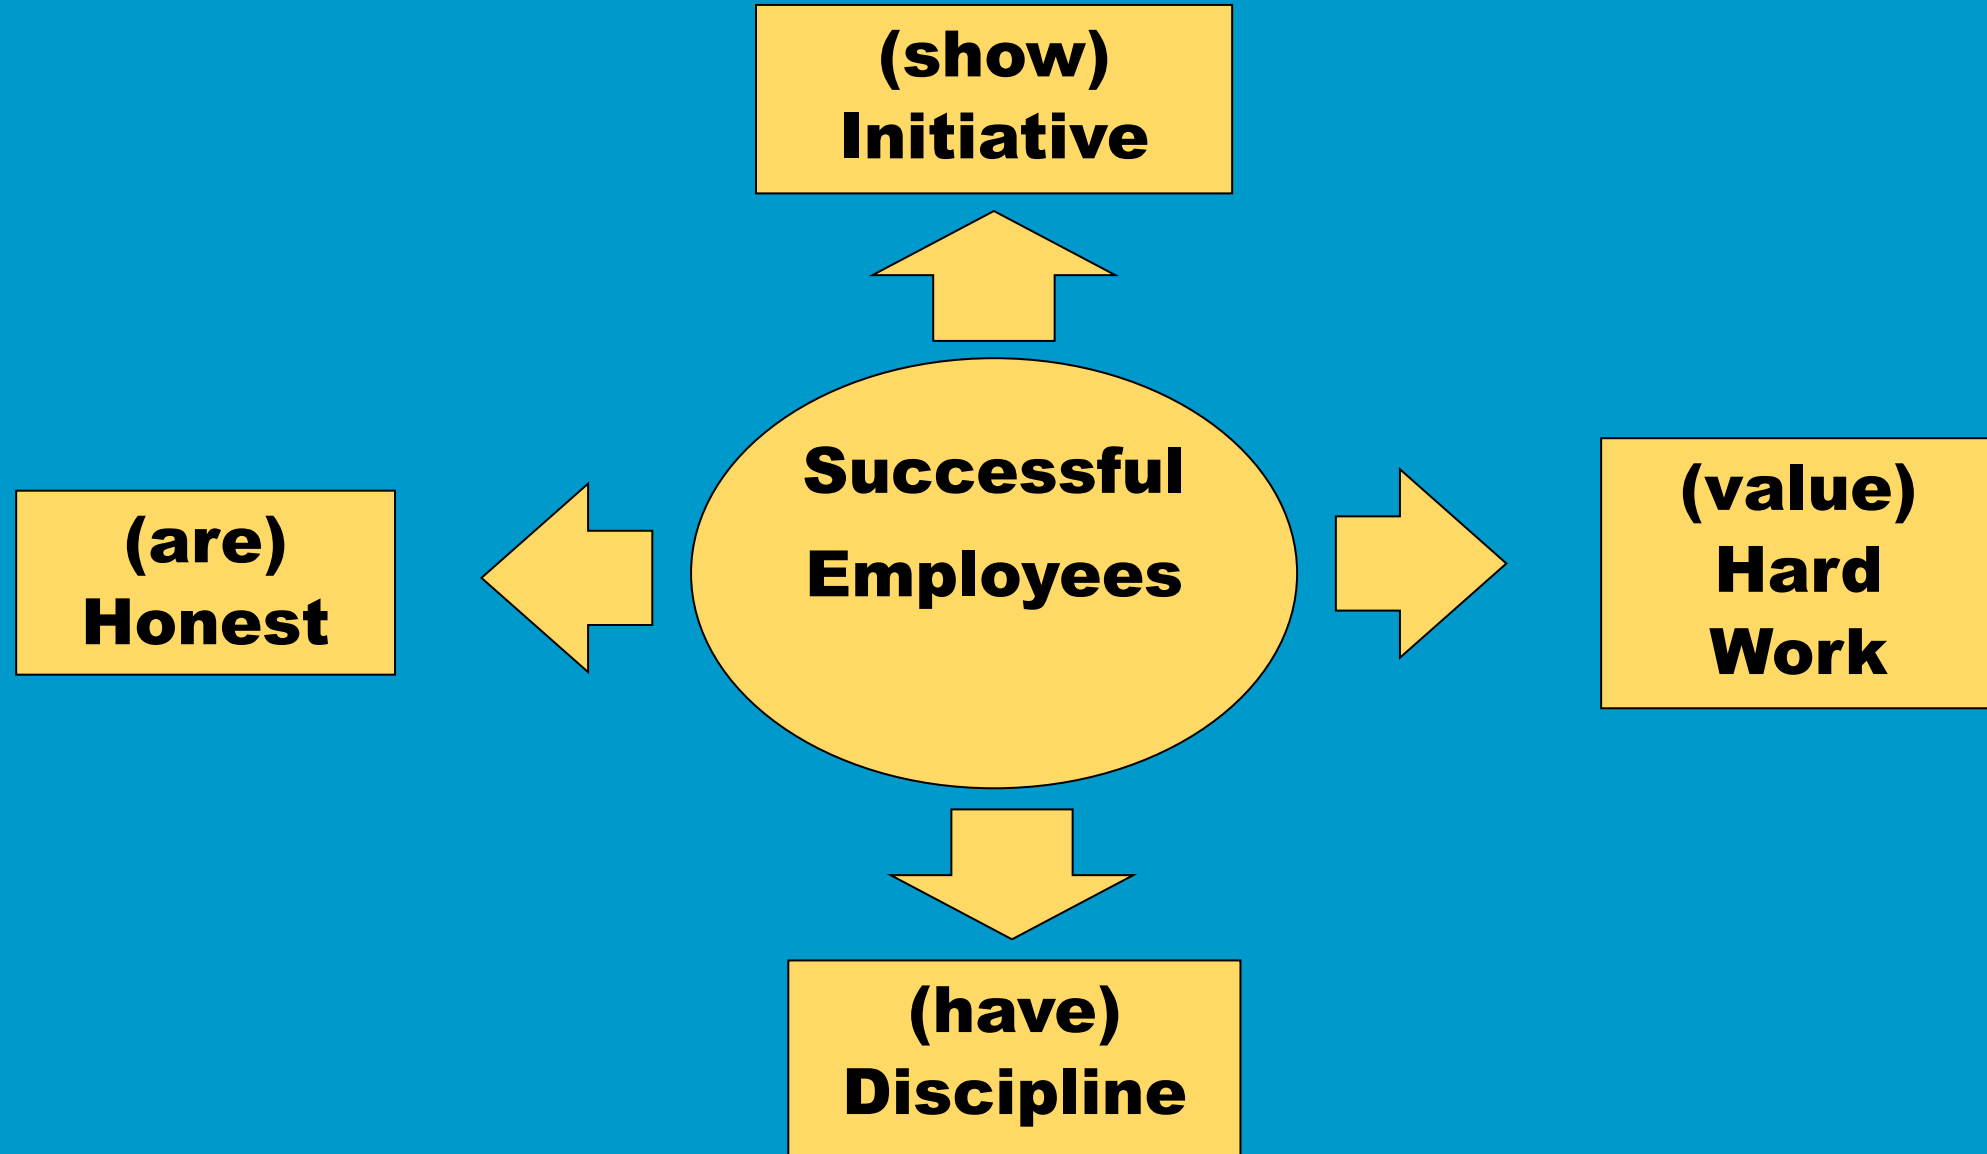 (show)
Initiative
Successful
Employees
(are)
Honest
(value)
Hard
Work
(have)
Discipline